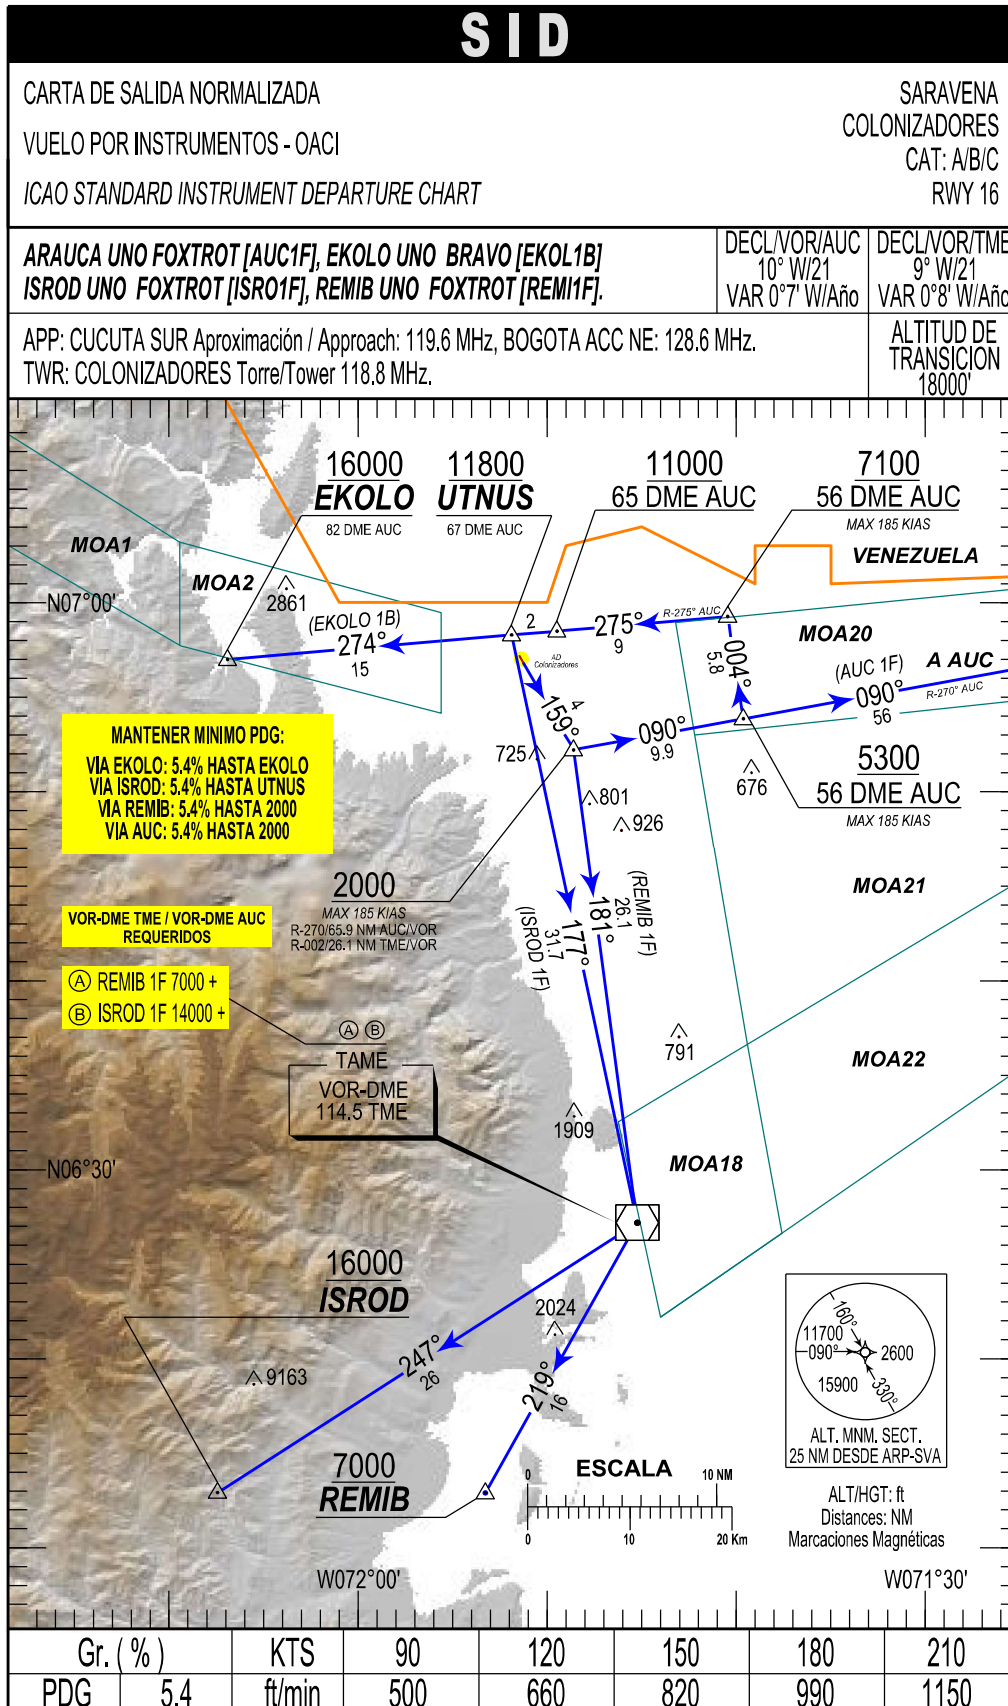 SID
CARTA DE SALIDA NORMALIZADA
VUELO POR INSTRUMENTOS - OACI
ICAO STANDARD INSTRUMENT DEPARTURE CHART
SARAVENA
COLONIZADORES
CAT: A/B/C
RWY 16
ARAUCA UNO FOXTROT [AUC1F], EKOLO UNO BRAVO [EKOL1B]
ISROD UNO FOXTROT [ISRO1F], REMIB UNO FOXTROT [REMI1F].
DECL/VOR/AUC
10° W/21
VAR 0°7' W/Año
DECL/VOR/TME
9° W/21
VAR 0°8' W/Año
APP: CUCUTA SUR Aproximación / Approach: 119.6 MHz, BOGOTA ACC NE: 128.6 MHz.
TWR: COLONIZADORES Torre/Tower 118.8 MHz.
ALTITUD DE
TRANSICION
18000'
16000
EKOLO
82 DME AUC
11800
UTNUS
67 DME AUC
11000
65 DME AUC
7100
56 DME AUC
MAX 185 KIAS
VENEZUELA
MOA1
MOA2
2861
N07°00'
(EKOLO 1B)
274°
15
2
275°
9
R-275° AUC
AD
Colonizadores
MOA20
004°
5.8
(AUC 1F)
A AUC
090°
R-270° AUC
56
159°
4
090°
9.9
5300
56 DME AUC
MAX 185 KIAS
MANTENER MINIMO PDG:
VIA EKOLO: 5.4% HASTA EKOLO
VIA ISROD: 5.4% HASTA UTNUS
VIA REMIB: 5.4% HASTA 2000
VIA AUC: 5.4% HASTA 2000
725
801
926
676
2000
MAX 185 KIAS
R-270/65.9 NM AUC/VOR
R-002/26.1 NM TME/VOR
MOA21
VOR-DME TME / VOR-DME AUC
REQUERIDOS
(ISROD 1F)
31.7
177°
181°
26.1
(REMIB 1F)
A REMIB 1F 7000 +
B ISROD 1F 14000 +
A B
TAME
VOR-DME
114.5 TME
791
MOA22
1909
N06°30'
MOA18
16000
ISROD
2024
247°
26
9163
219°
16
160°
11700
090°
2600
15900
330°
ALT. MNM. SECT.
25 NM DESDE ARP-SVA
7000
REMIB
ESCALA
0
10 NM
0
10
20 Km
ALT/HGT: ft
Distances: NM
Marcaciones Magnéticas
W072°00'
W071°30'
Gr. ( % ) KTS 90 120 150 180 210
PDG 5.4 ft/min 500 660 820 990 1150